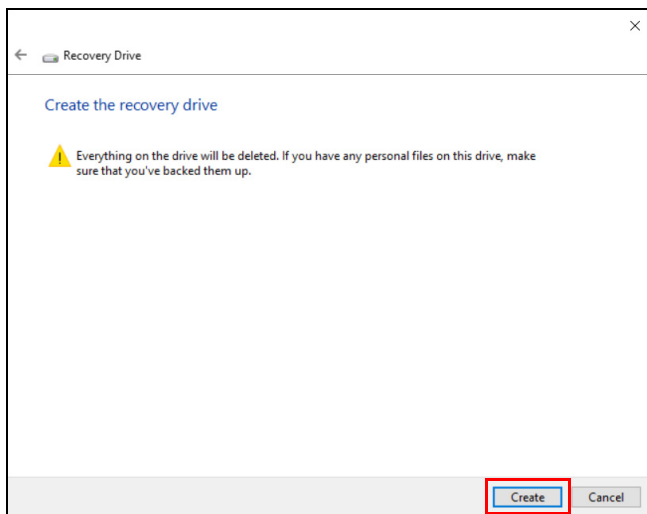 Recovery Drive
Create the recovery drive
Everything on the drive will be deleted. If you have any personal files on this drive, make
sure that you've backed them up.
Create
Cancel